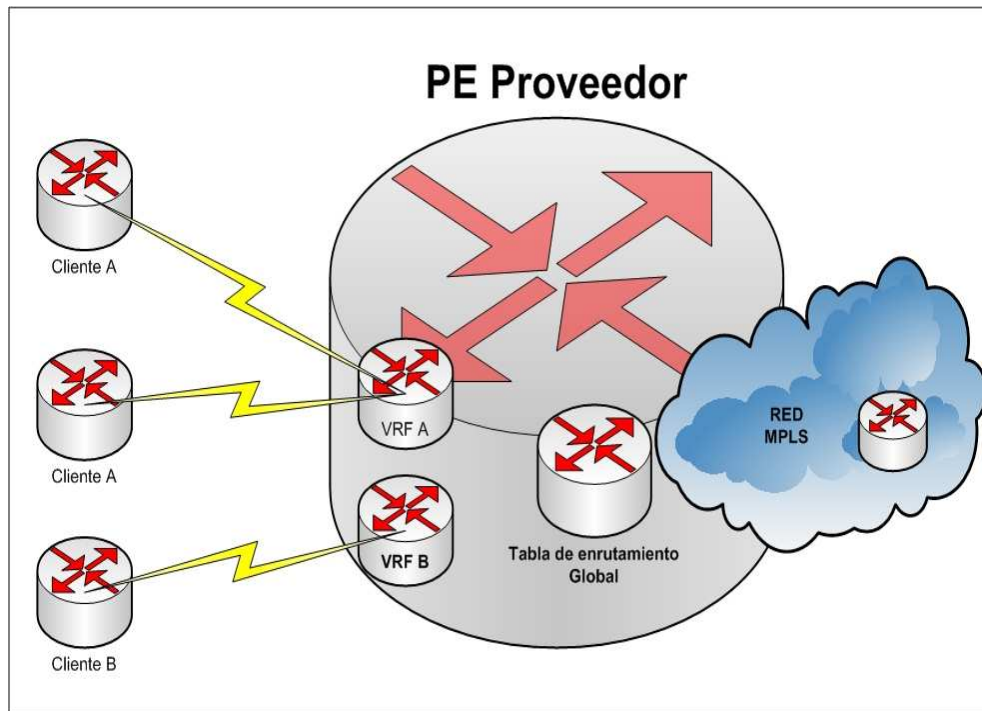 PE Proveedor
Cliente A
VRF A
RED
MPLS
Cliente A
VRF B
Tabla de enrutamiento
Global
Cliente B